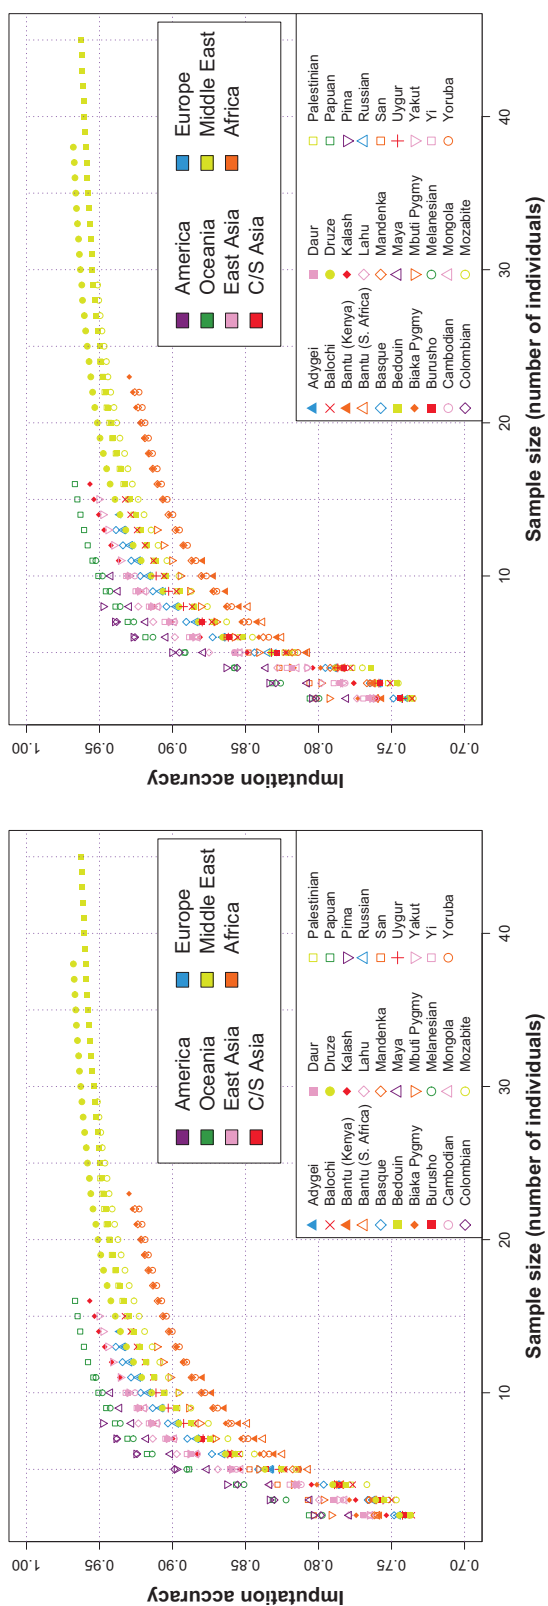 Imputation accuracy
1.00
0.95
0.90
0.85
0.80
0.75
0.70
10
20
30
40
Sample size (number of individuals)
America
Oceania
East Asia
C/S Asia
Europe
Middle East
Africa
Adygei
Balochi
Bantu (Kenya)
Bantu (S. Africa)
Basque
Bedouin
Biaka Pygmy
Burusho
Cambodian
Colombian
Daur
Druze
Kalash
Lahu
Mandenka
Maya
Mbuti Pygmy
Melanesian
Mongola
Mozabite
Palestinian
Papuan
Pima
Russian
San
Uygur
Yakut
Yi
Yoruba
Imputation accuracy
1.00
0.95
0.90
0.85
0.80
0.75
0.70
10
20
30
40
Sample size (number of individuals)
America
Oceania
East Asia
C/S Asia
Europe
Middle East
Africa
Adygei
Balochi
Bantu (Kenya)
Bantu (S. Africa)
Basque
Bedouin
Biaka Pygmy
Burusho
Cambodian
Colombian
Daur
Druze
Kalash
Lahu
Mandenka
Maya
Mbuti Pygmy
Melanesian
Mongola
Mozabite
Palestinian
Papuan
Pima
Russian
San
Uygur
Yakut
Yi
Yoruba